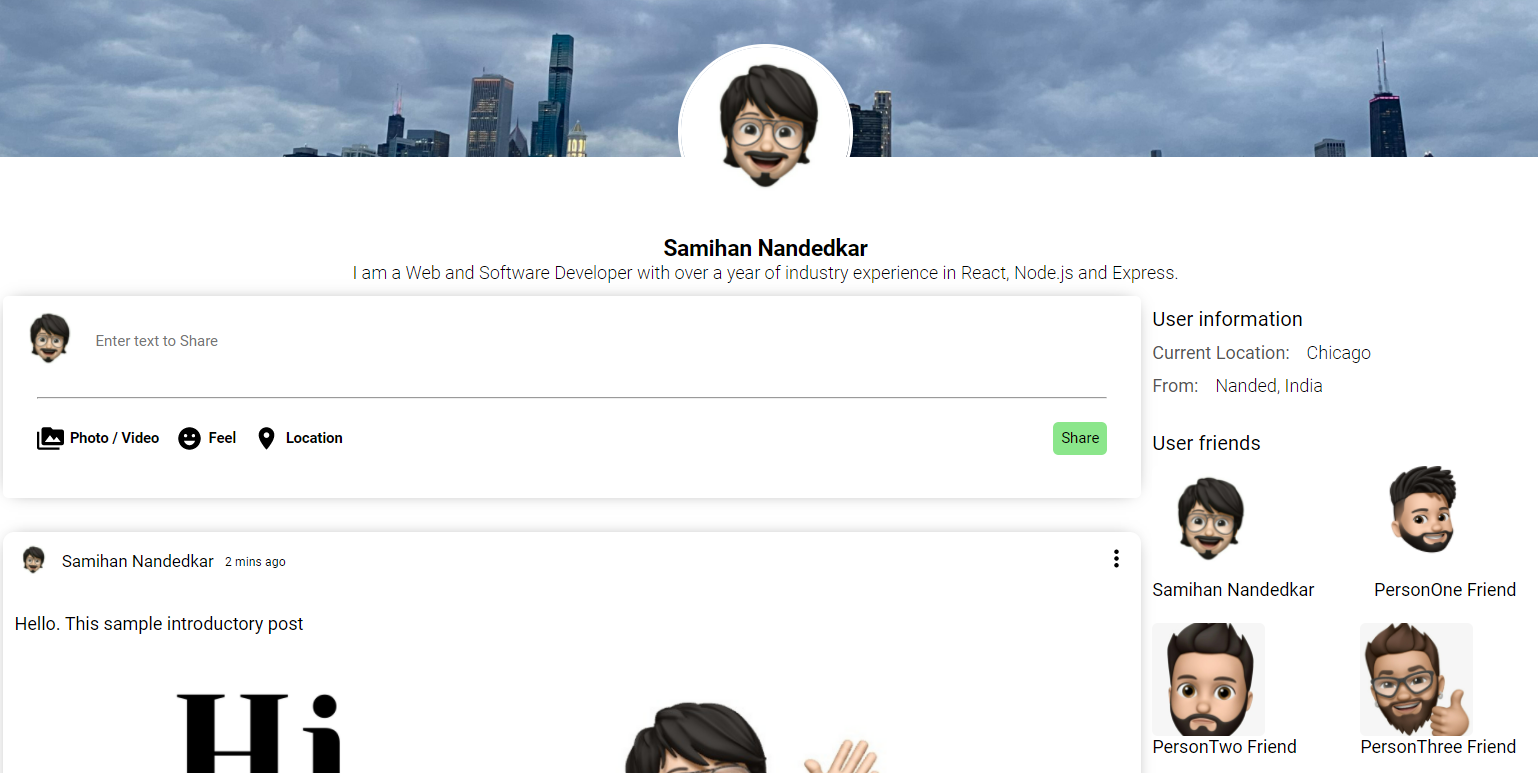 Samihan Nandedkar
I am a Web and Software Developer with over a year of industry experience in React, Node.js and Express.
Enter text to Share
Photo / Video Feel Location Share
Samihan Nandedkar 2 mins ago
Hello. This sample introductory post
Hi
User information
Current Location: Chicago
From: Nanded, India
User friends
Samihan Nandedkar PersonOne Friend
PersonTwo Friend PersonThree Friend